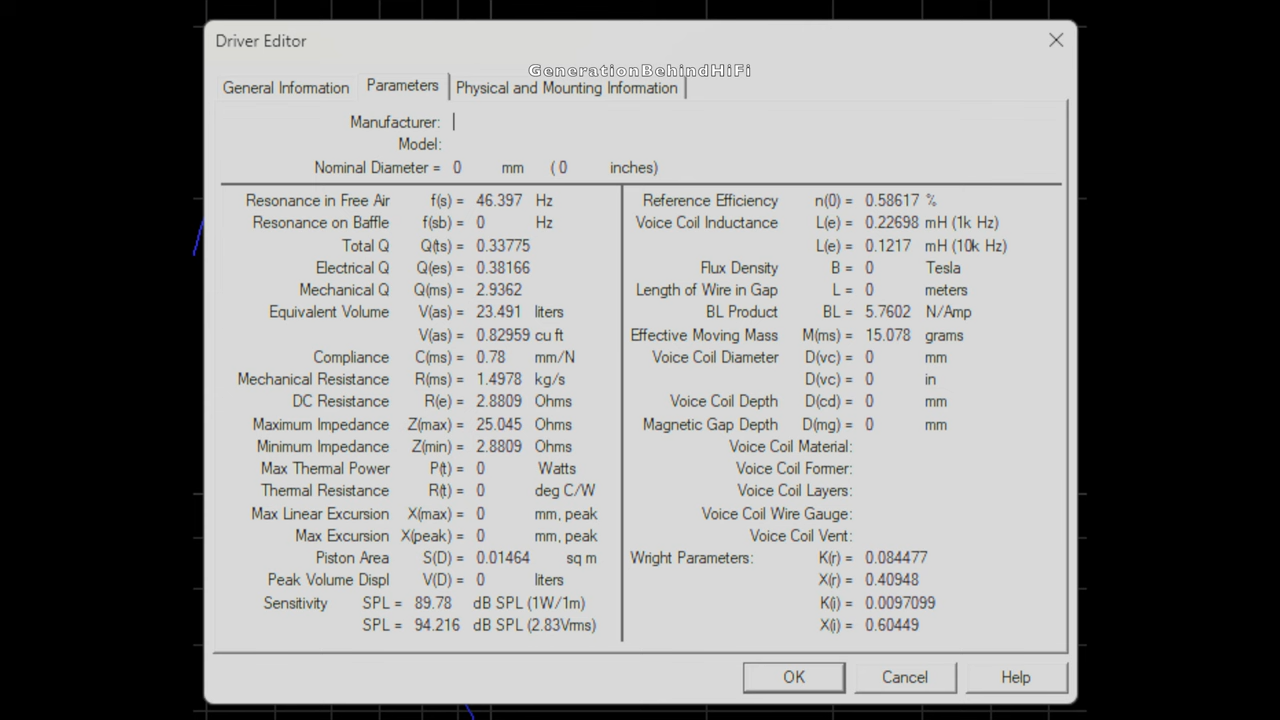 Driver Editor
GenerationBehindHiFi
General Information Parameters Physical and Mounting Information
Manufacturer:
Model:
Nominal Diameter = 0 mm ( 0 inches)
Resonance in Free Air f(s) = 46.397 Hz
Resonance on Baffle f(sb) = 0 Hz
Total Q Q(ts) = 0.33775
Electrical Q Q(es) = 0.38166
Mechanical Q Q(ms) = 2.9362
Equivalent Volume V(as) = 23.491 liters
V(as) = 0.82959 cu ft
Compliance C(ms) = 0.78 mm/N
Mechanical Resistance R(ms) = 1.4978 kg/s
DC Resistance R(e) = 2.8809 Ohms
Maximum Impedance Z(max) = 25.045 Ohms
Minimum Impedance Z(min) = 2.8809 Ohms
Max Thermal Power P(t) = 0 Watts
Thermal Resistance R(t) = 0 deg C/W
Max Linear Excursion X(max) = 0 mm, peak
Max Excursion X(peak) = 0 mm, peak
Piston Area S(D) = 0.01464 sq m
Peak Volume Displ V(D) = 0 liters
Sensitivity SPL = 89.78 dB SPL (1W/1m)
SPL = 94.216 dB SPL (2.83Vrms)
Reference Efficiency n(0) = 0.58617 %
Voice Coil Inductance L(e) = 0.22698 mH (1k Hz)
L(e) = 0.1217 mH (10k Hz)
Flux Density B = 0 Tesla
Length of Wire in Gap L = 0 meters
BL Product BL = 5.7602 N/Amp
Effective Moving Mass M(ms) = 15.078 grams
Voice Coil Diameter D(vc) = 0 mm
D(vc) = 0 in
Voice Coil Depth D(cd) = 0 mm
Magnetic Gap Depth D(mg) = 0 mm
Voice Coil Material:
Voice Coil Former:
Voice Coil Layers:
Voice Coil Wire Gauge:
Voice Coil Vent:
Wright Parameters: K(r) = 0.084477
X(r) = 0.40948
K(i) = 0.0097099
X(i) = 0.60449
OK Cancel Help